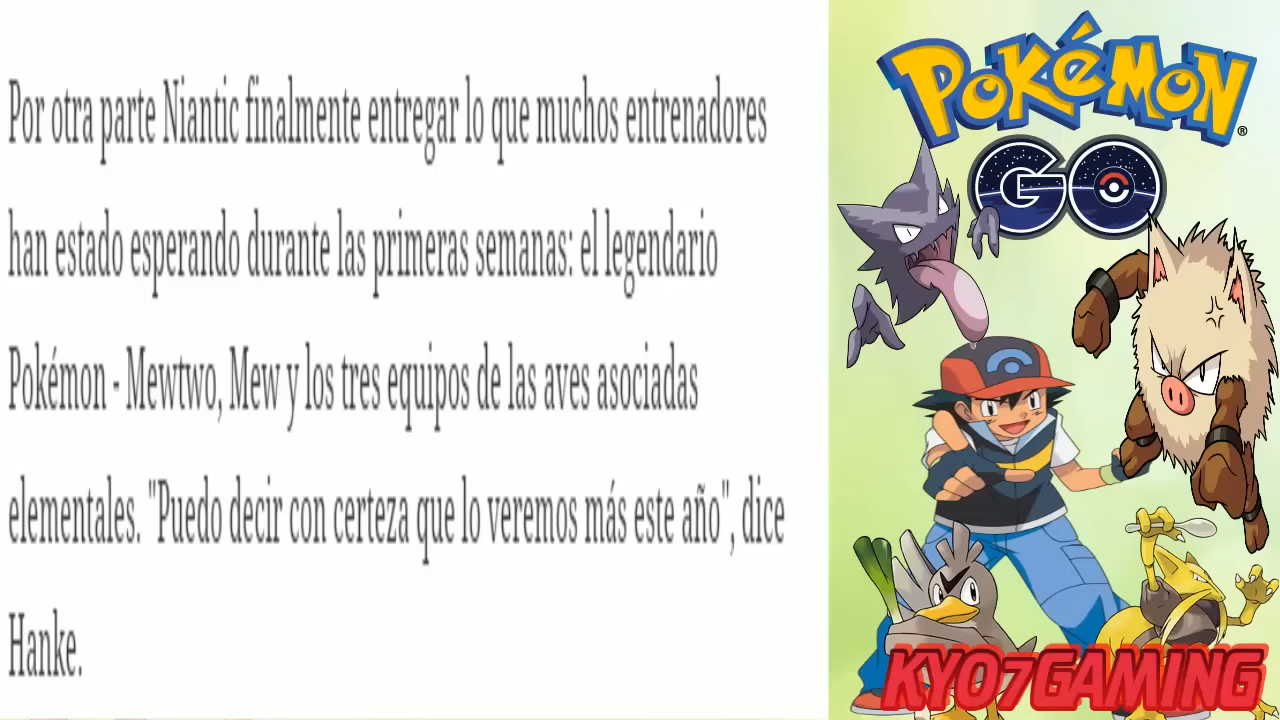 Por otra parte Niantic finalmente entregar lo que muchos entrenadores
han estado esperando durante las primeras semanas: el legendario
Pokémon - Mewtwo, Mew y los tres equipos de las aves asociadas
elementales. "Puedo decir con certeza que lo veremos más este año", dice
Hanke.
POKéMON
GO
KYO7GAMING